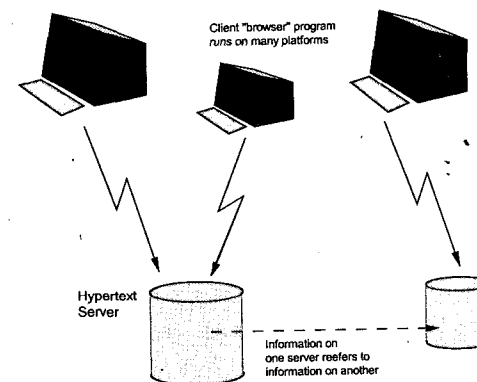 Client "browser" program
runs on many platforms
Hypertext
Server
Information on
one server reefers to
information on another